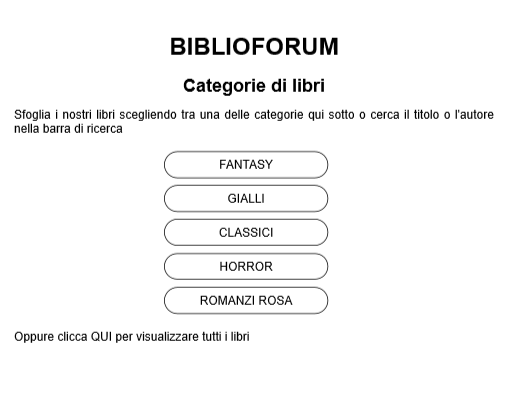 BIBLIOFORUM
Categorie di libri
Sfoglia i nostri libri scegliendo tra una delle categorie qui sotto o cerca il titolo o l'autore
nella barra di ricerca
FANTASY
GIALLI
CLASSICI
HORROR
ROMANZI ROSA
Oppure clicca QUI per visualizzare tutti i libri